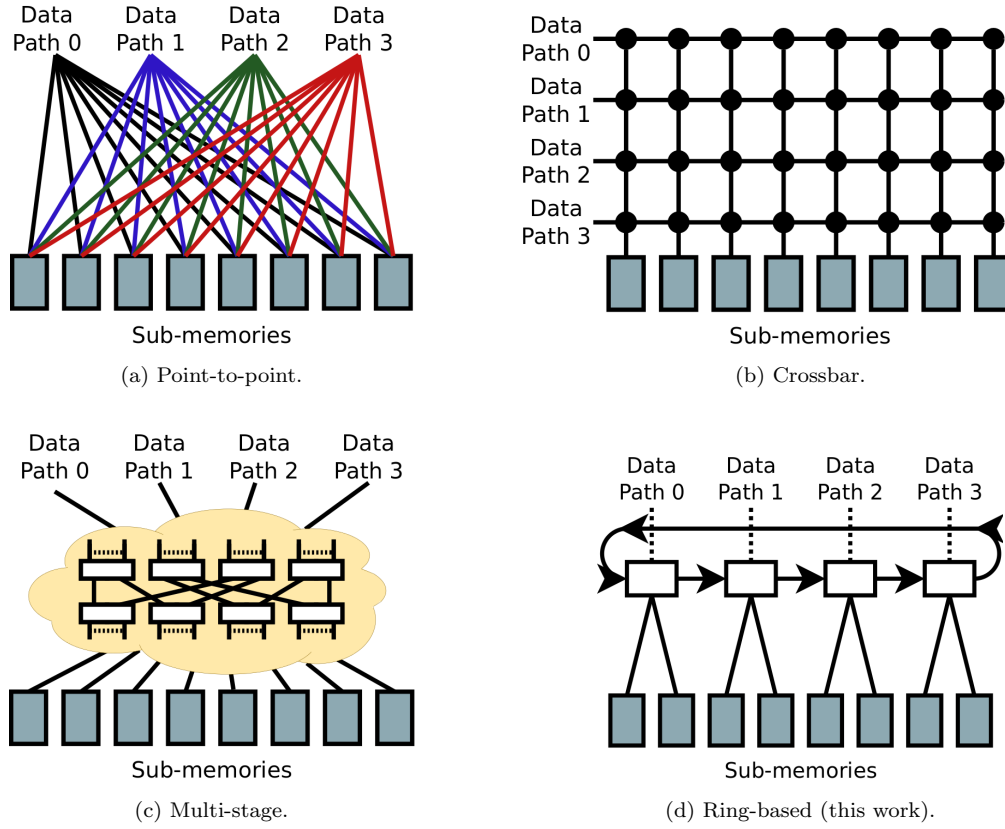 Data
Path 0
Data
Path 1
Data
Path 2
Data
Path 3
Sub-memories
(a) Point-to-point.
Data
Path 0
Data
Path 1
Data
Path 2
Data
Path 3
Sub-memories
(b) Crossbar.
Data
Path 0
Data
Path 1
Data
Path 2
Data
Path 3
Sub-memories
(c) Multi-stage.
Data
Path 0
Data
Path 1
Data
Path 2
Data
Path 3
Sub-memories
(d) Ring-based (this work).